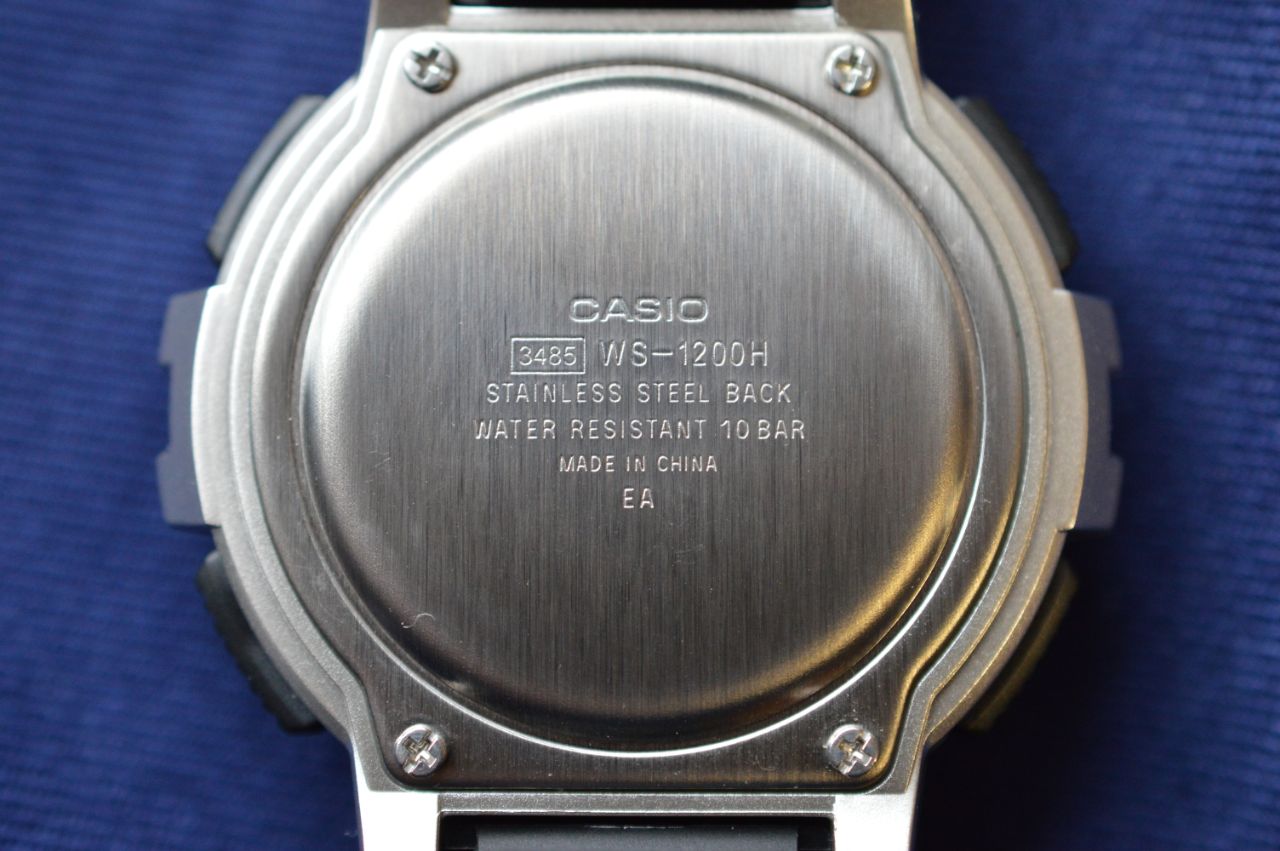 CASIO
3485 WS-1200H
STAINLESS STEEL BACK
WATER RESISTANT 10 BAR
MADE IN CHINA
EA